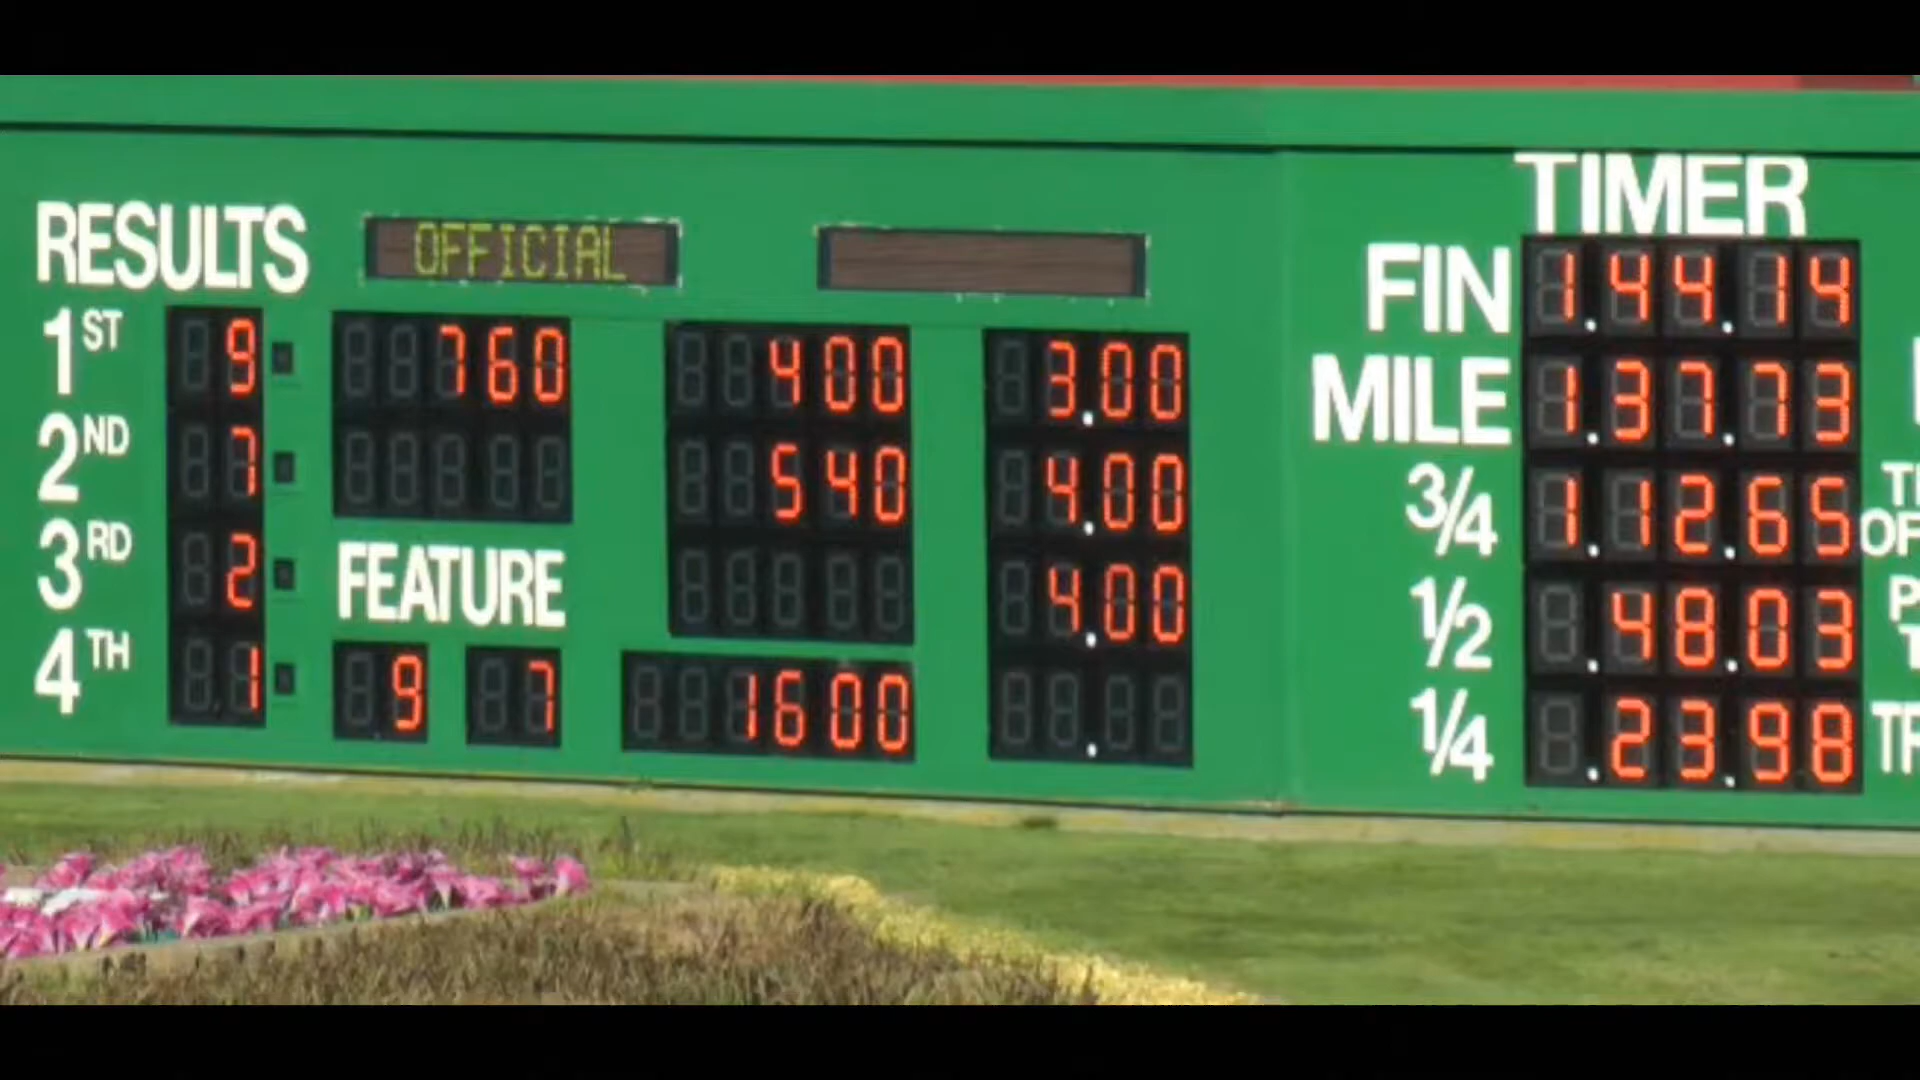 RESULTS OFFICIAL
1ST 9 760 400 3.00
2ND 7 540 4.00
3RD 2 4.00
FEATURE
4TH 1 9 7 1600
TIMER
FIN 1.44.14
MILE 1.37.73
3/4 1.12.65
1/2 .48.03
1/4 .23.98